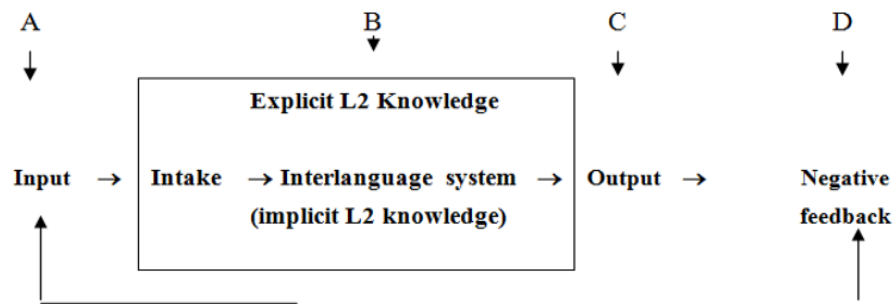 A B C D
Explicit L2 Knowledge
Input → Intake → Interlanguage system → Output → Negative
(implicit L2 knowledge) feedback